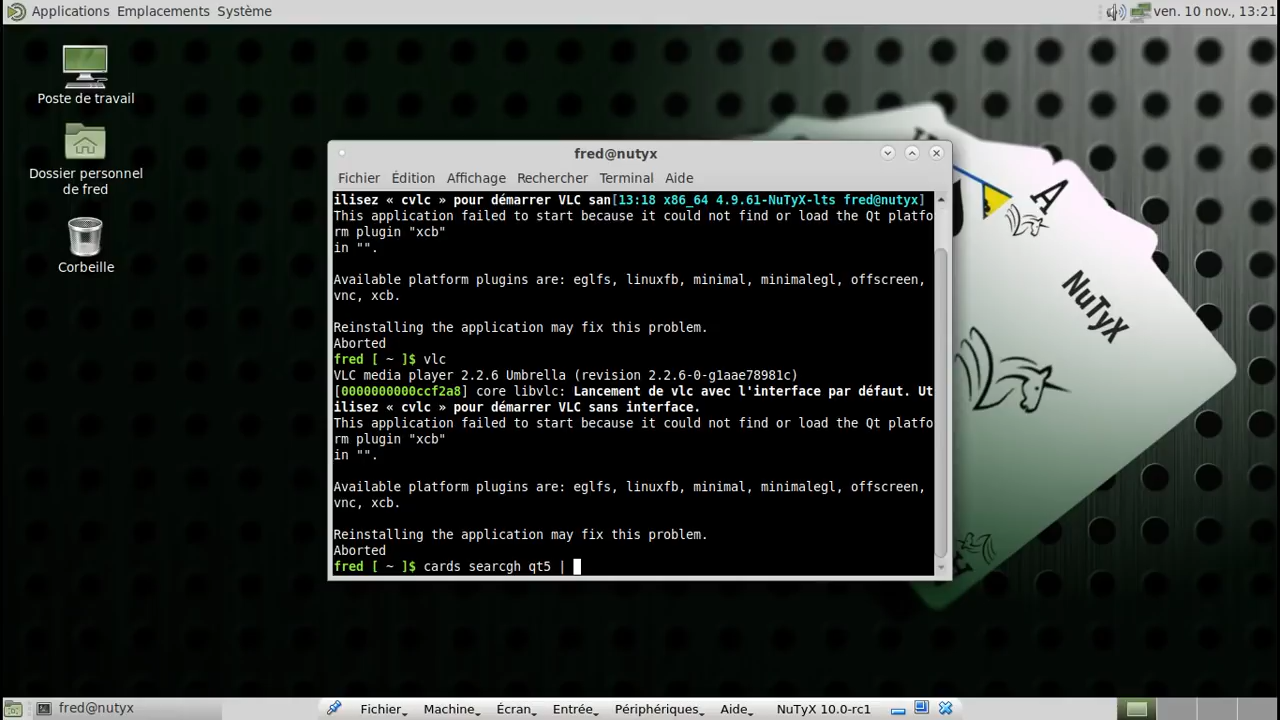 Applications Emplacements Système
ven. 10 nov., 13:21
Poste de travail
Dossier personnel
de fred
Corbeille
fred@nutyx
Fichier Édition Affichage Rechercher Terminal Aide
ilisez « cvlc » pour démarrer VLC san[13:18 x86_64 4.9.61-NuTyX-lts fred@nutyx]
This application failed to start because it could not find or load the Qt platfo
rm plugin "xcb"
in "".
Available platform plugins are: eglfs, linuxfb, minimal, minimalegl, offscreen,
vnc, xcb.
Reinstalling the application may fix this problem.
Aborted
fred [ ~ ]$ vlc
VLC media player 2.2.6 Umbrella (revision 2.2.6-0-g1aae78981c)
[0000000000ccf2a8] core libvlc: Lancement de vlc avec l'interface par défaut. Ut
ilisez « cvlc » pour démarrer VLC sans interface.
This application failed to start because it could not find or load the Qt platfo
rm plugin "xcb"
in "".
Available platform plugins are: eglfs, linuxfb, minimal, minimalegl, offscreen,
vnc, xcb.
Reinstalling the application may fix this problem.
Aborted
fred [ ~ ]$ cards searcgh qt5 |
A
NuTyX
fred@nutyx
Fichier Machine Écran Entrée Périphériques Aide NuTyX 10.0-rc1